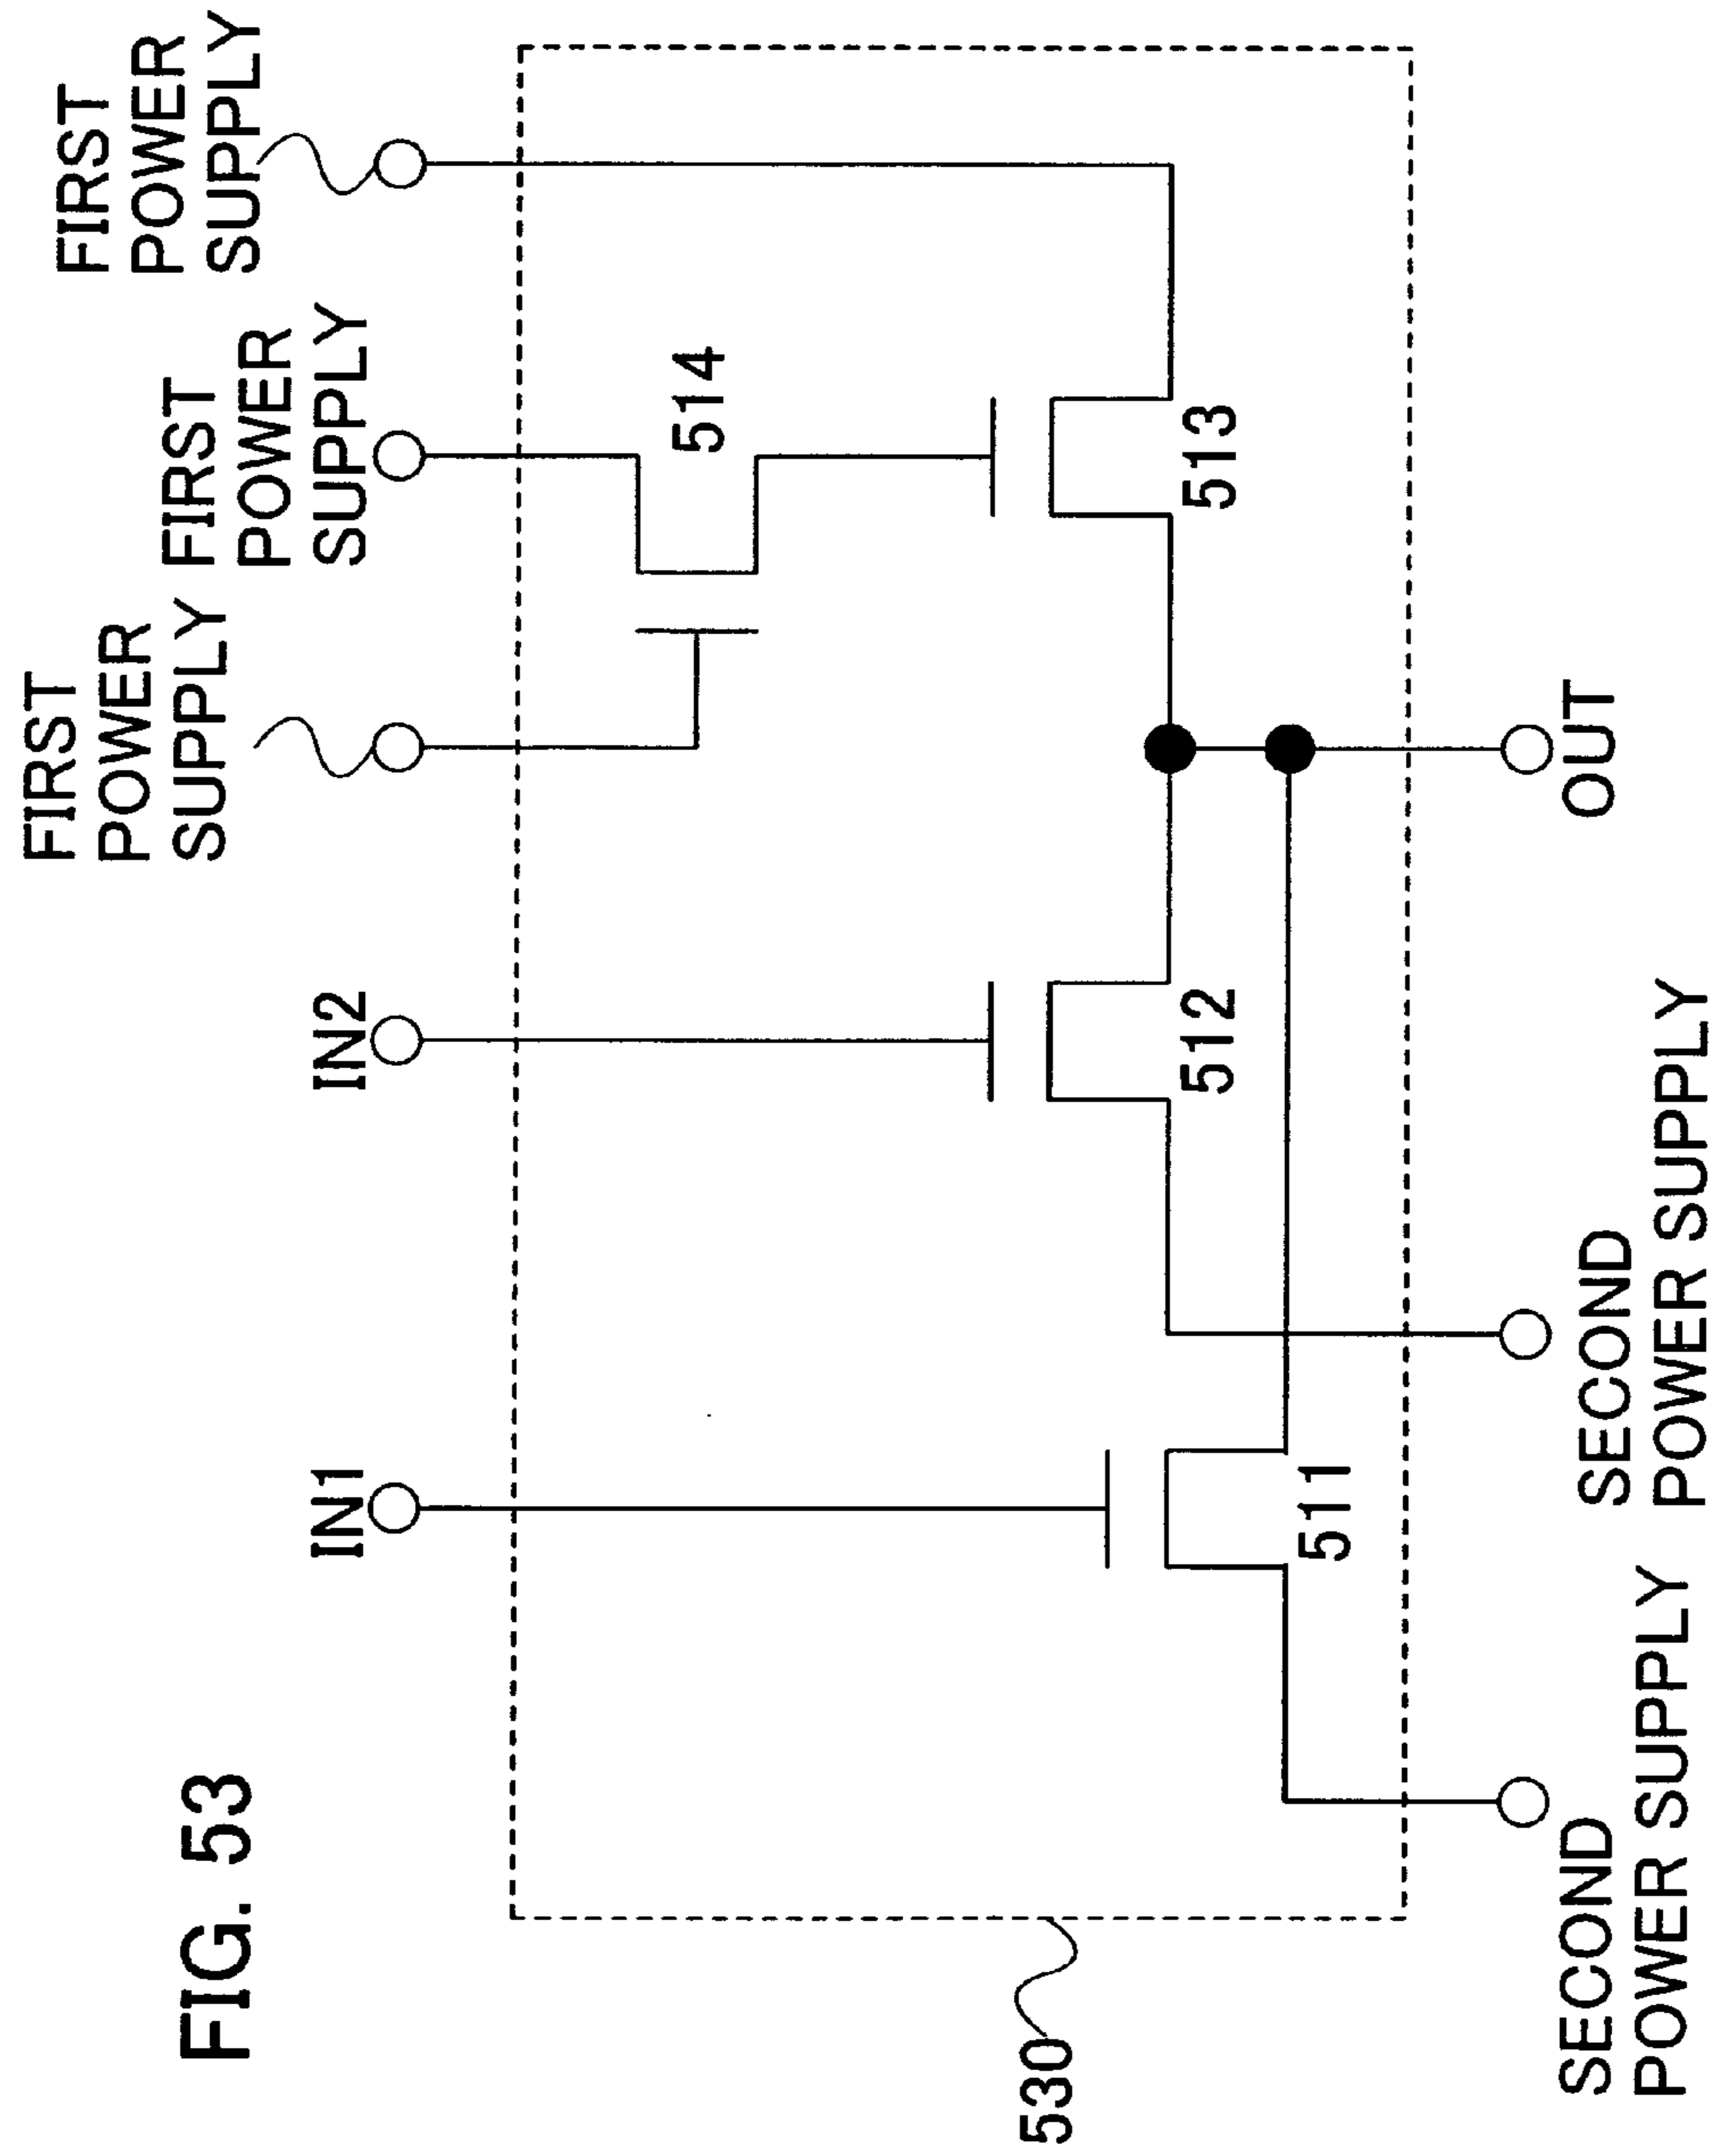 FIG. 53
IN1
IN2
FIRST
POWER
SUPPLY
FIRST
POWER
SUPPLY
FIRST
POWER
SUPPLY
514
513
512
511
530
OUT
SECOND
POWER SUPPLY
SECOND
POWER SUPPLY